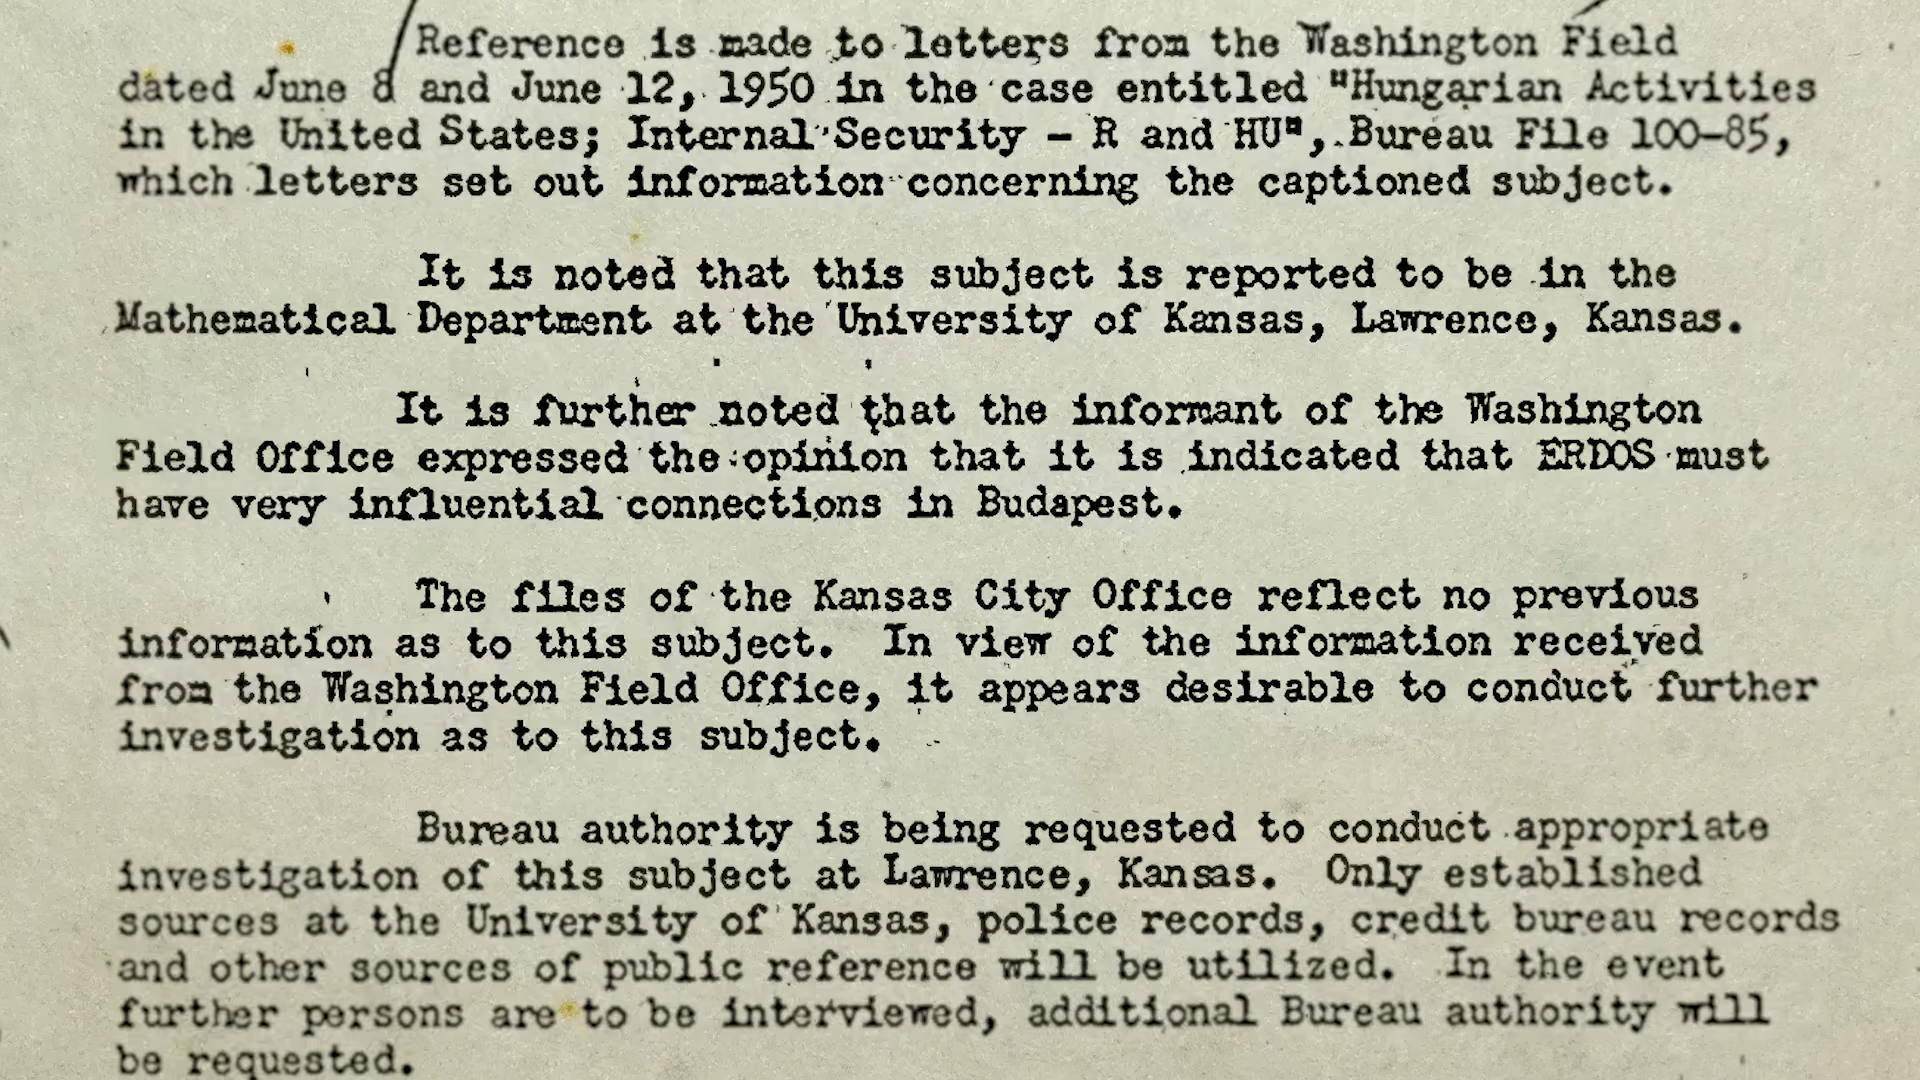 Reference is made to letters from the Washington Field
dated June 8 and June 12, 1950 in the case entitled "Hungarian Activities
in the United States; Internal Security - R and HU", Bureau File 100-85,
which letters set out information concerning the captioned subject.
It is noted that this subject is reported to be in the
Mathematical Department at the University of Kansas, Lawrence, Kansas.
It is further noted that the informant of the Washington
Field Office expressed the opinion that it is indicated that ERDOS must
have very influential connections in Budapest.
The files of the Kansas City Office reflect no previous
information as to this subject. In view of the information received
from the Washington Field Office, it appears desirable to conduct further
investigation as to this subject.
Bureau authority is being requested to conduct appropriate
investigation of this subject at Lawrence, Kansas. Only established
sources at the University of Kansas, police records, credit bureau records
and other sources of public reference will be utilized. In the event
further persons are to be interviewed, additional Bureau authority will
be requested.